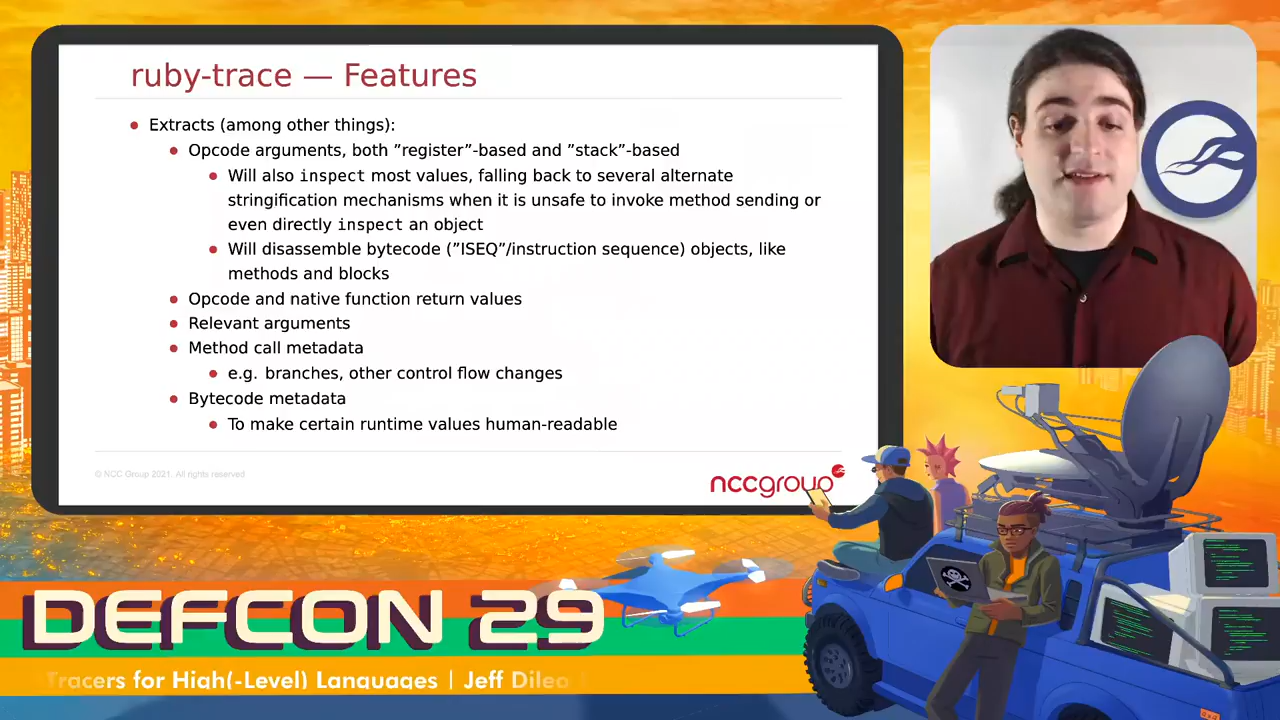 ruby-trace — Features
• Extracts (among other things):
• Opcode arguments, both ”register”-based and ”stack”-based
• Will also inspect most values, falling back to several alternate
stringification mechanisms when it is unsafe to invoke method sending or
even directly inspect an object
• Will disassemble bytecode (”ISEQ”/instruction sequence) objects, like
methods and blocks
• Opcode and native function return values
• Relevant arguments
• Method call metadata
• e.g. branches, other control flow changes
• Bytecode metadata
• To make certain runtime values human-readable
© NCC Group 2021. All rights reserved
nccgroup
DEFCON 29
Tracers for High(-Level) Languages | Jeff Dileo